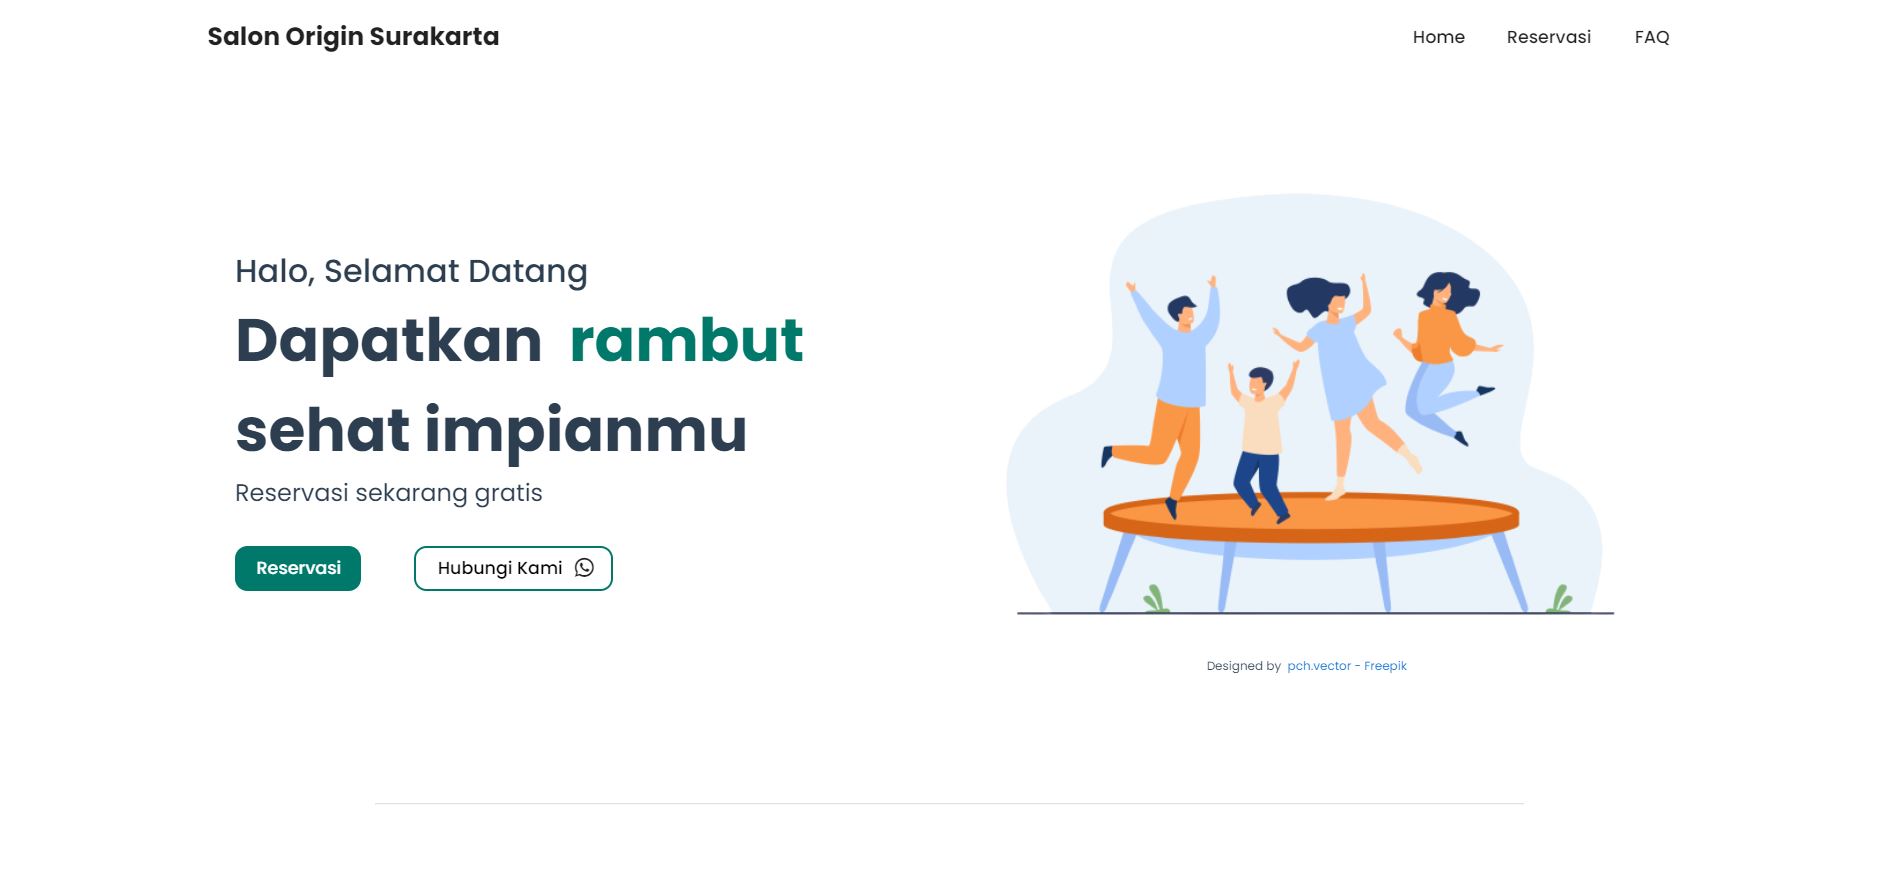 Salon Origin Surakarta
Home Reservasi FAQ
Halo, Selamat Datang
Dapatkan rambut
sehat impianmu
Reservasi sekarang gratis
Reservasi
Hubungi Kami
Designed by pch.vector - Freepik